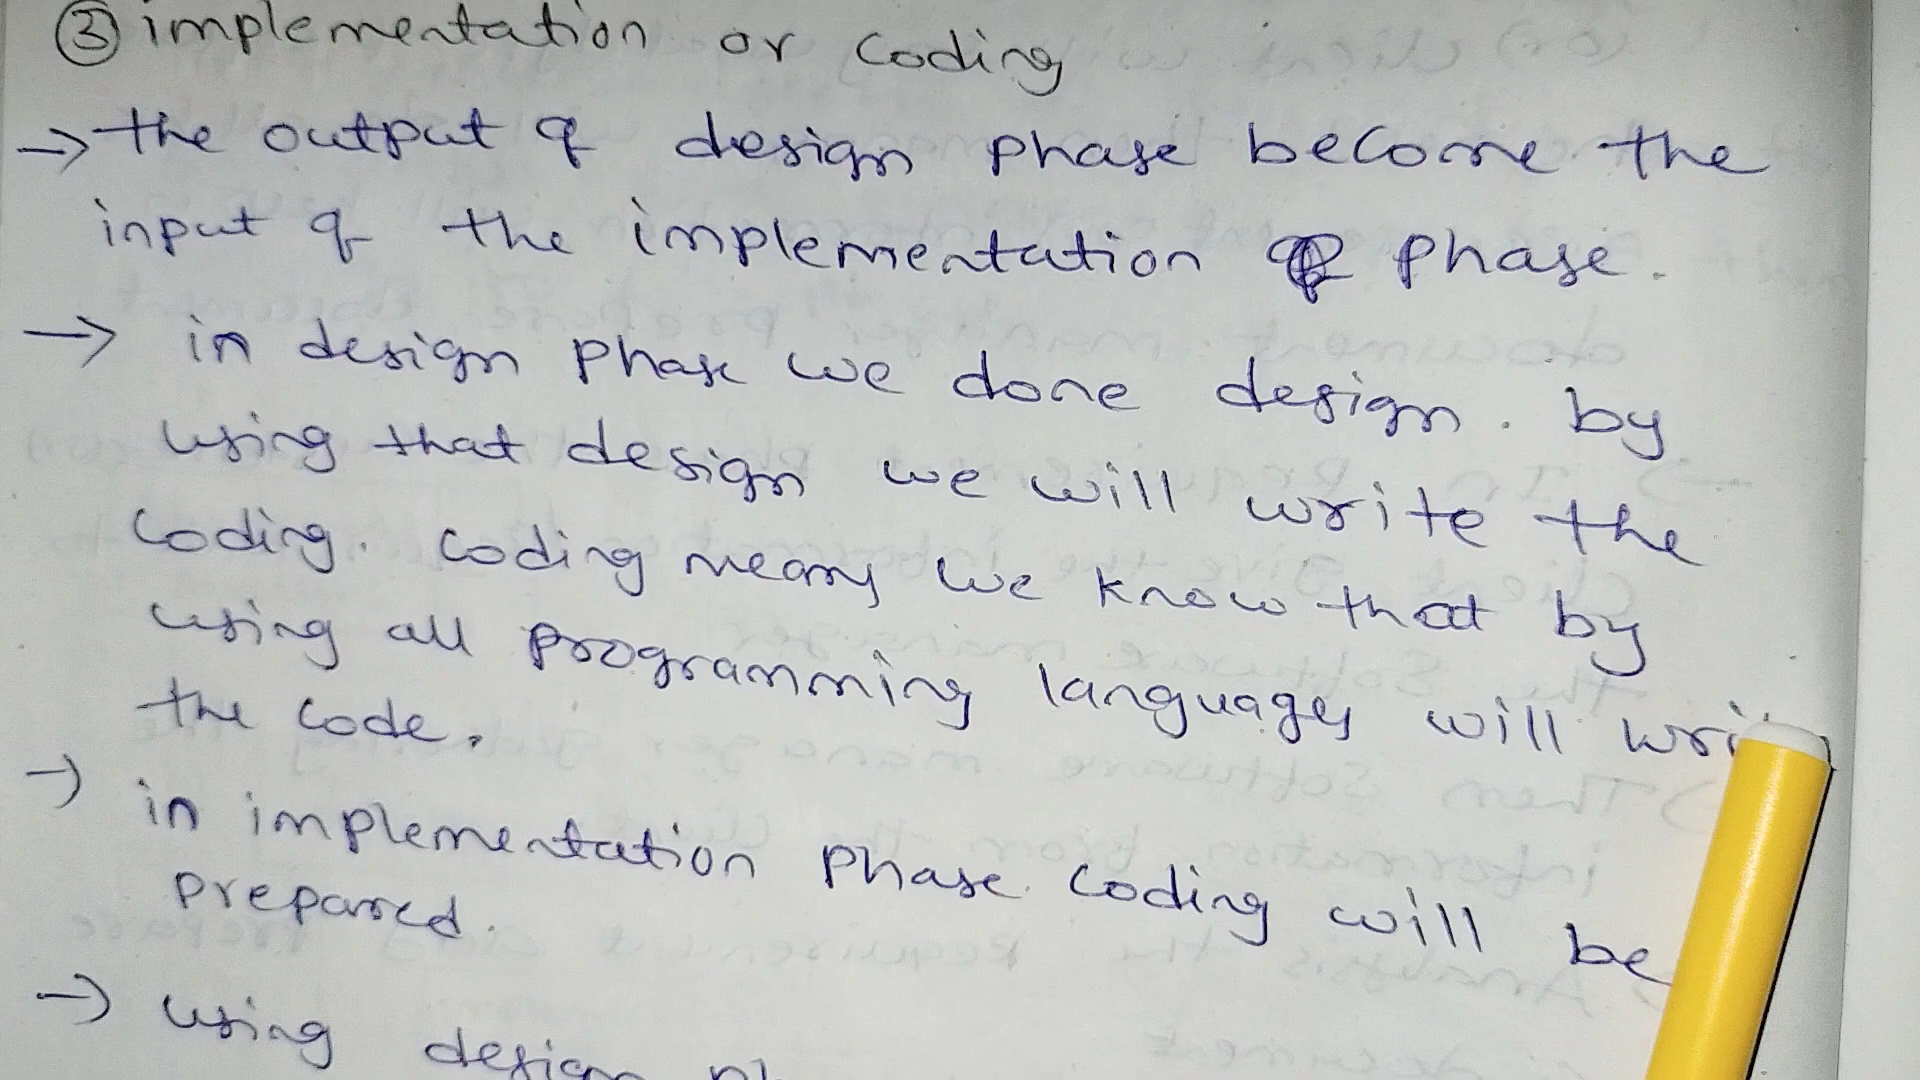 ③ implementation or coding
→ the output of design phase become the
input of the implementation phase.
→ in design phase we done design. by
using that design we will write the
coding. coding means we know that by
using all programming languages will
the code.
→ in implementation phase coding will be
prepared.
→ using design